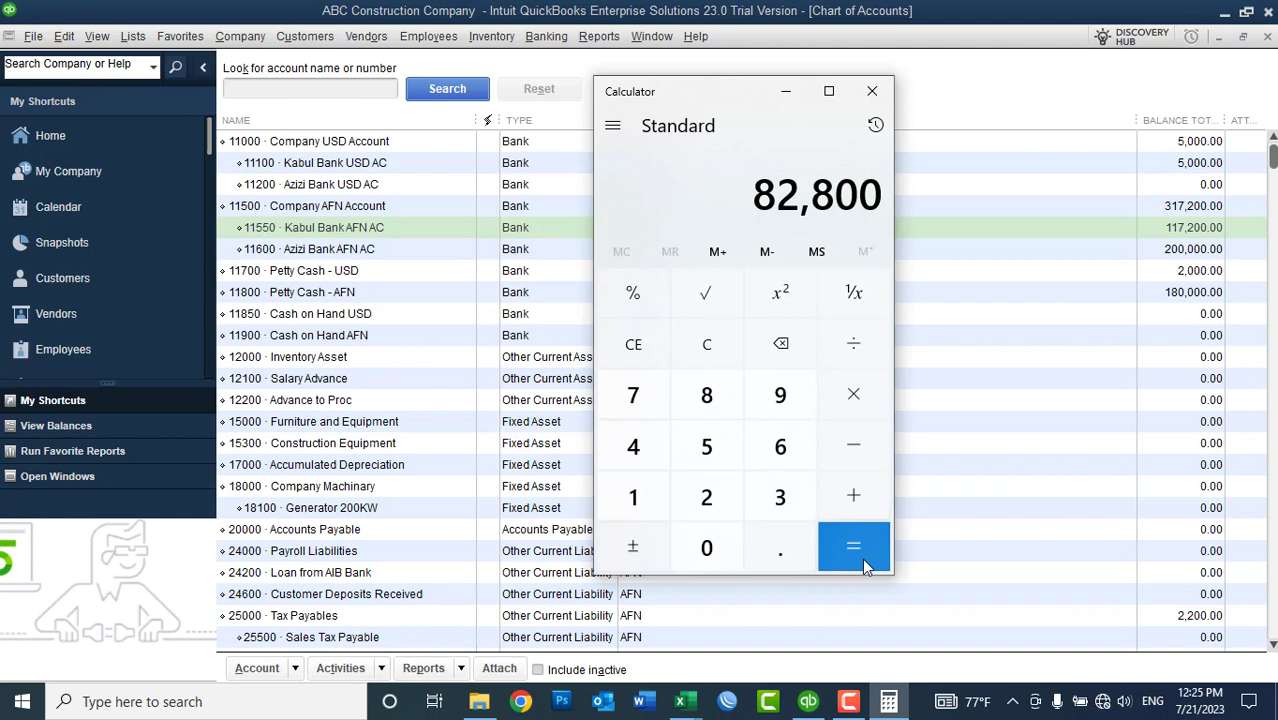 ABC Construction Company - Intuit QuickBooks Enterprise Solutions 23.0 Trial Version - [Chart of Accounts]
File Edit View Lists Favorites Company Customers Vendors Employees Inventory Banking Reports Window Help
DISCOVERY
HUB
Search Company or Help
My Shortcuts
Home
My Company
Calendar
Snapshots
Customers
Vendors
Employees
My Shortcuts
View Balances
Run Favorite Reports
Open Windows
5
Look for account name or number
Search Reset
NAME TYPE BALANCE TOT... ATT...
11000 · Company USD Account Bank 5,000.00
11100 · Kabul Bank USD AC Bank 5,000.00
11200 · Azizi Bank USD AC Bank 0.00
11500 · Company AFN Account Bank 317,200.00
11550 · Kabul Bank AFN AC Bank 117,200.00
11600 · Azizi Bank AFN AC Bank 200,000.00
11700 · Petty Cash - USD Bank 2,000.00
11800 · Petty Cash - AFN Bank 180,000.00
11850 · Cash on Hand USD Bank 0.00
11900 · Cash on Hand AFN Bank 0.00
12000 · Inventory Asset Other Current Ass 0.00
12100 · Salary Advance Other Current Ass 0.00
12200 · Advance to Proc Other Current Ass 0.00
15000 · Furniture and Equipment Fixed Asset 0.00
15300 · Construction Equipment Fixed Asset 0.00
17000 · Accumulated Depreciation Fixed Asset 0.00
18000 · Company Machinary Fixed Asset 0.00
18100 · Generator 200KW Fixed Asset 0.00
20000 · Accounts Payable Accounts Payable 0.00
24000 · Payroll Liabilities Other Current Liab 0.00
24200 · Loan from AIB Bank Other Current Liability AFN 0.00
24600 · Customer Deposits Received Other Current Liability AFN 0.00
25000 · Tax Payables Other Current Liability AFN 2,200.00
25500 · Sales Tax Payable Other Current Liability AFN 0.00
Account Activities Reports Attach Include inactive
Calculator
Standard
82,800
MC MR M+ M- MS M˅
% √ x² ¹/x
CE C ⌫ ÷
7 8 9 ×
4 5 6 −
1 2 3 +
± 0 . =
Type here to search
77°F
ENG
12:25 PM
7/21/2023